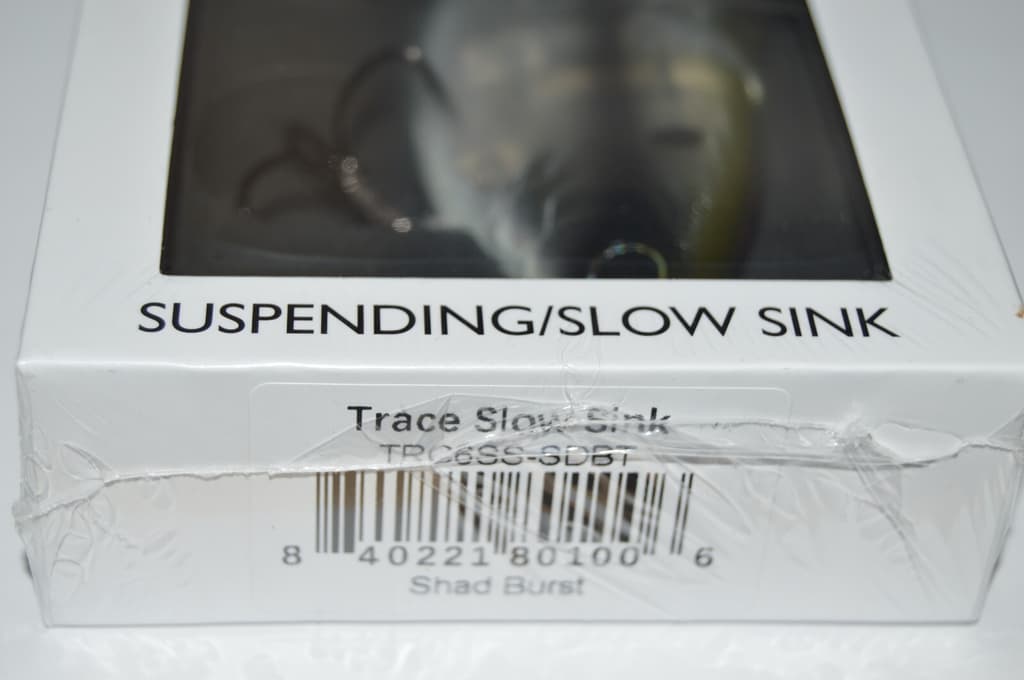 SUSPENDING/SLOW SINK
Trace Slow Sink
TRC6SS-SDBT
8 40221 80100 6
Shad Burst